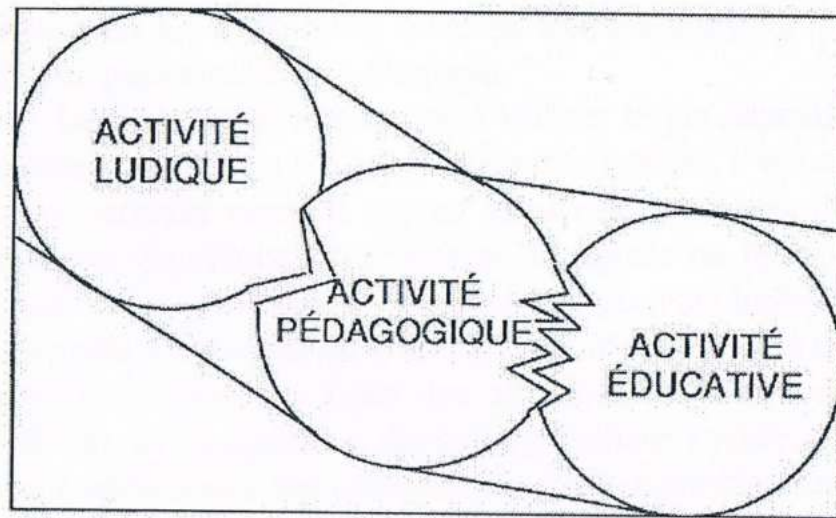 ACTIVITÉ
LUDIQUE
ACTIVITÉ
PÉDAGOGIQUE
ACTIVITÉ
ÉDUCATIVE